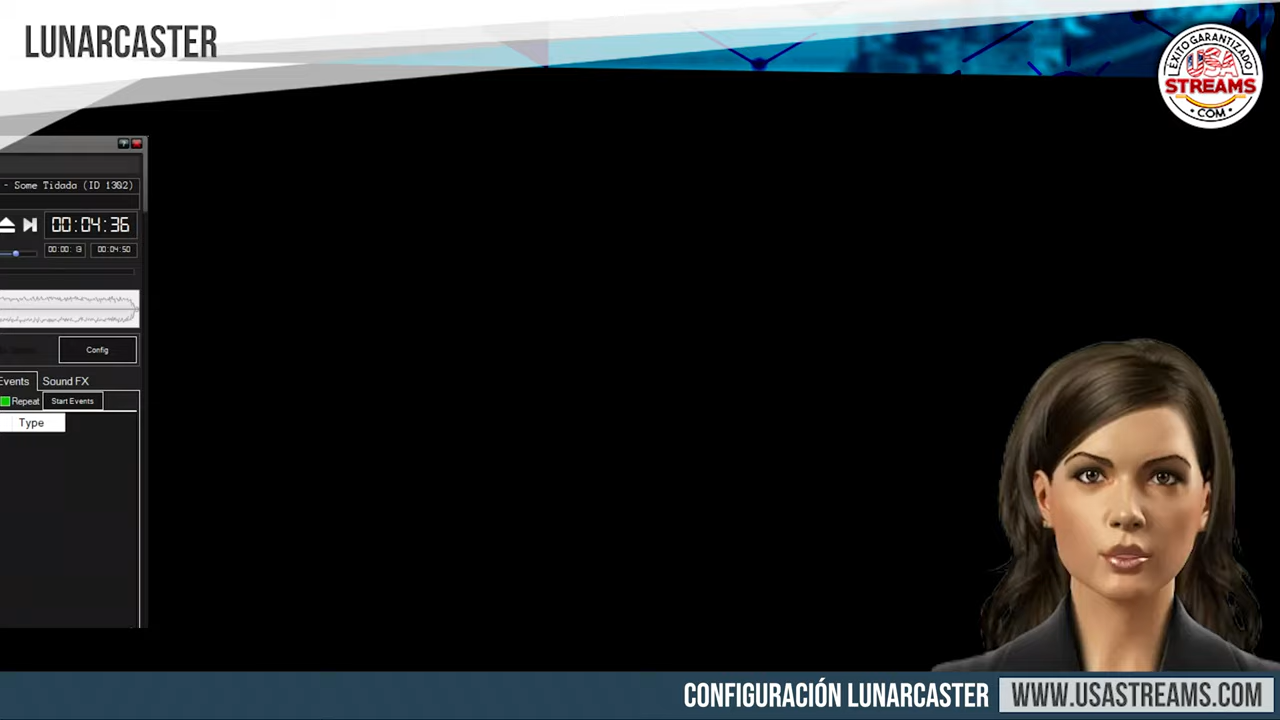 LUNARCASTER
ÉXITO GARANTIZADO
USA
STREAMS
.COM
- Some Tidada (ID 1302)
00:04:36
00:00:13
00:04:50
Config
Events
Sound FX
Repeat
Start Events
Type
CONFIGURACIÓN LUNARCASTER
WWW.USASTREAMS.COM